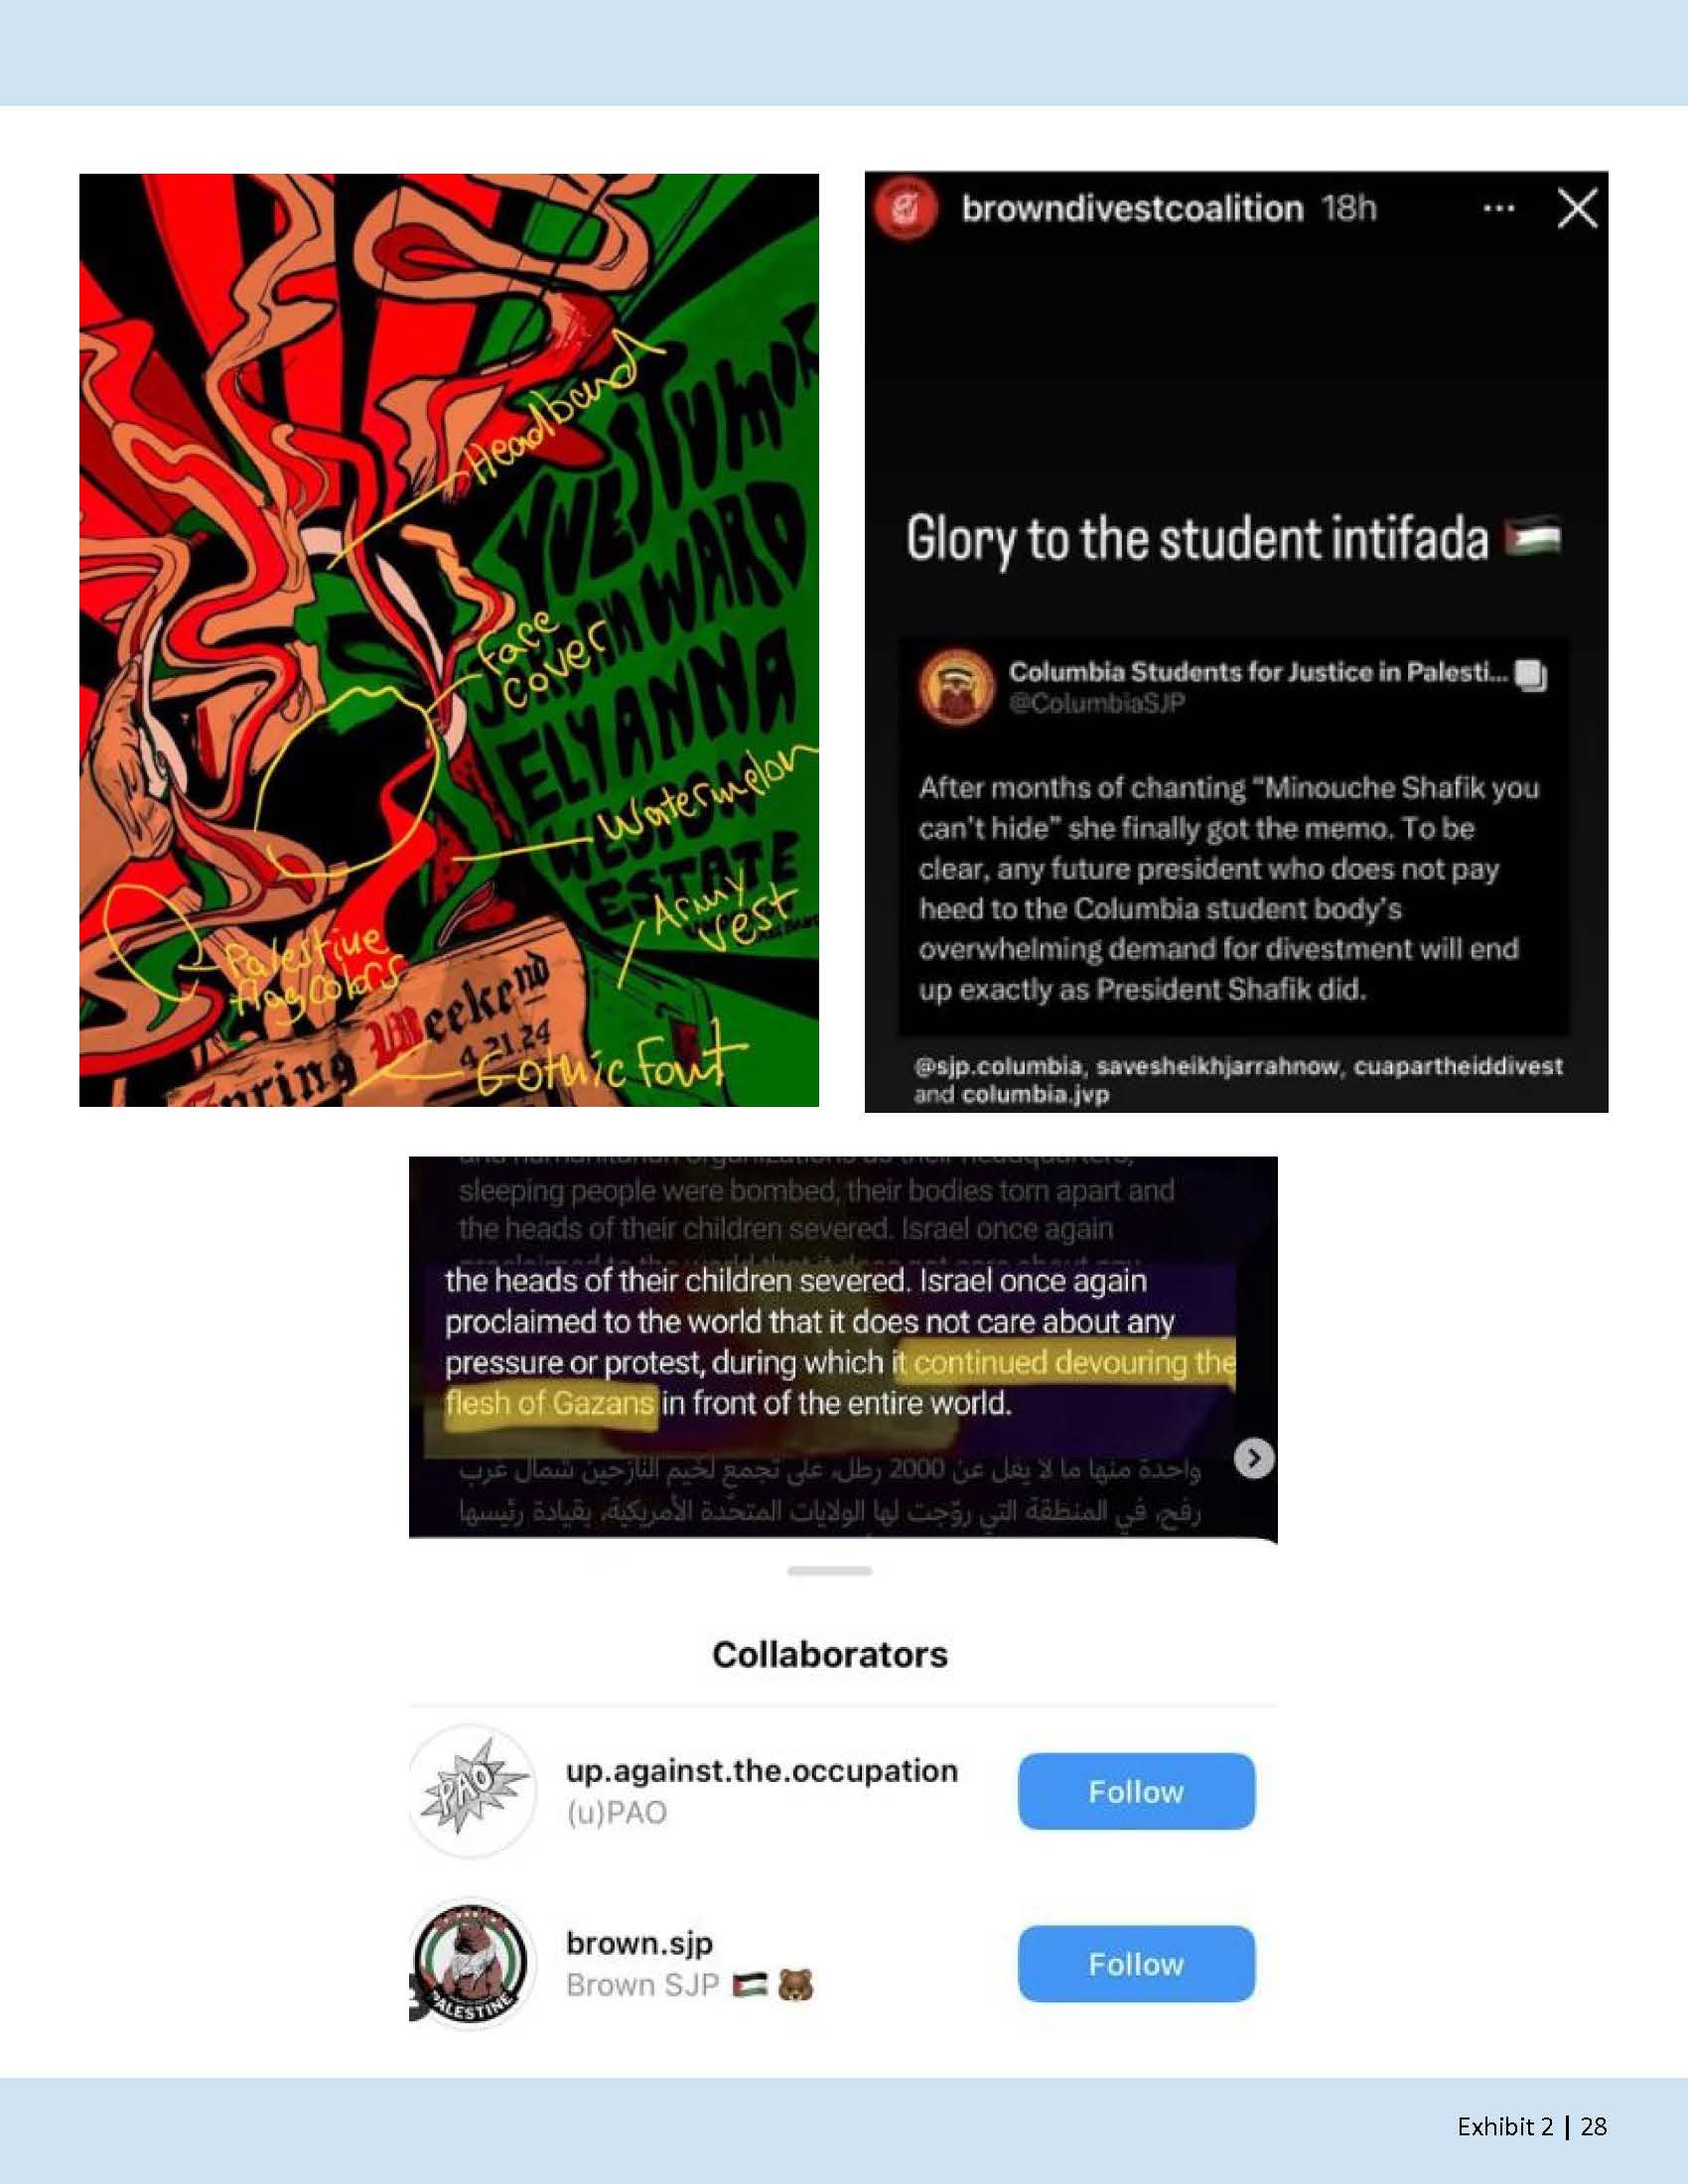 YVES TUMOR
WARD
ELYANNA
ESTATE
Headband
Face
cover
Watermelon
Army
vest
Palestine
flag colors
Spring Weekend
4.21.24
Gothic Font
browndivestcoalition 18h
Glory to the student intifada 🇵🇸
Columbia Students for Justice in Palesti...
@ColumbiaSJP
After months of chanting “Minouche Shafik you
can’t hide” she finally got the memo. To be
clear, any future president who does not pay
heed to the Columbia student body’s
overwhelming demand for divestment will end
up exactly as President Shafik did.
@sjp.columbia, savesheikhjarrahnow, cuapartheiddivest
and columbia.jvp
and humanitarian organizations as their headquarters,
sleeping people were bombed, their bodies torn apart and
the heads of their children severed. Israel once again
the heads of their children severed. Israel once again
proclaimed to the world that it does not care about any
pressure or protest, during which it continued devouring the
flesh of Gazans in front of the entire world.
واحدة منها ما لا يقل عن 2000 رطل، على تجمع لخيم النازحين شمال غرب
رفح، في المنطقة التي روّجت لها الولايات المتحدة الأمريكية، بقيادة رئيسها
Collaborators
PAO
up.against.the.occupation
(u)PAO
Follow
PALESTINE
brown.sjp
Brown SJP 🇵🇸 🐻
Follow
Exhibit 2 | 28